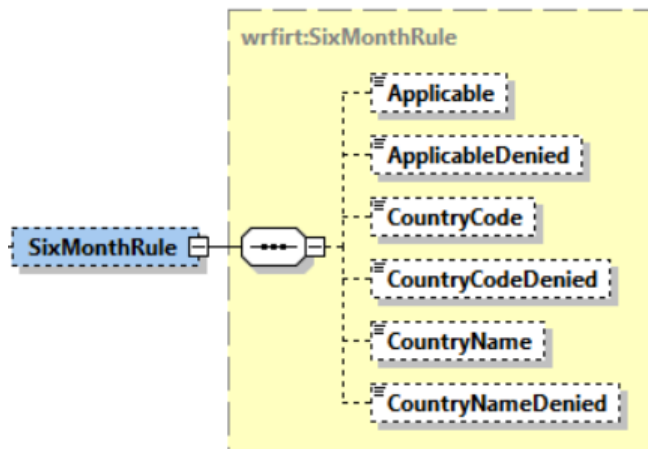 wrfirt:SixMonthRule
Applicable
ApplicableDenied
CountryCode
SixMonthRule
CountryCodeDenied
CountryName
CountryNameDenied